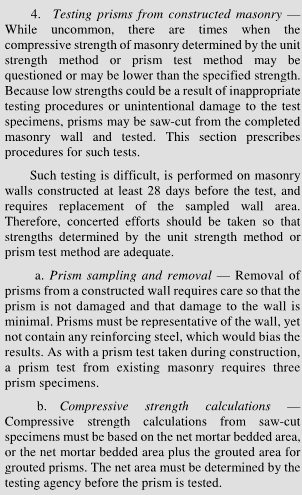 4. Testing prisms from constructed masonry —
While uncommon, there are times when the
compressive strength of masonry determined by the unit
strength method or prism test method may be
questioned or may be lower than the specified strength.
Because low strengths could be a result of inappropriate
testing procedures or unintentional damage to the test
specimens, prisms may be saw-cut from the completed
masonry wall and tested. This section prescribes
procedures for such tests.
Such testing is difficult, is performed on masonry
walls constructed at least 28 days before the test, and
requires replacement of the sampled wall area.
Therefore, concerted efforts should be taken so that
strengths determined by the unit strength method or
prism test method are adequate.
a. Prism sampling and removal — Removal of
prisms from a constructed wall requires care so that the
prism is not damaged and that damage to the wall is
minimal. Prisms must be representative of the wall, yet
not contain any reinforcing steel, which would bias the
results. As with a prism test taken during construction,
a prism test from existing masonry requires three
prism specimens.
b. Compressive strength calculations —
Compressive strength calculations from saw-cut
specimens must be based on the net mortar bedded area,
or the net mortar bedded area plus the grouted area for
grouted prisms. The net area must be determined by the
testing agency before the prism is tested.